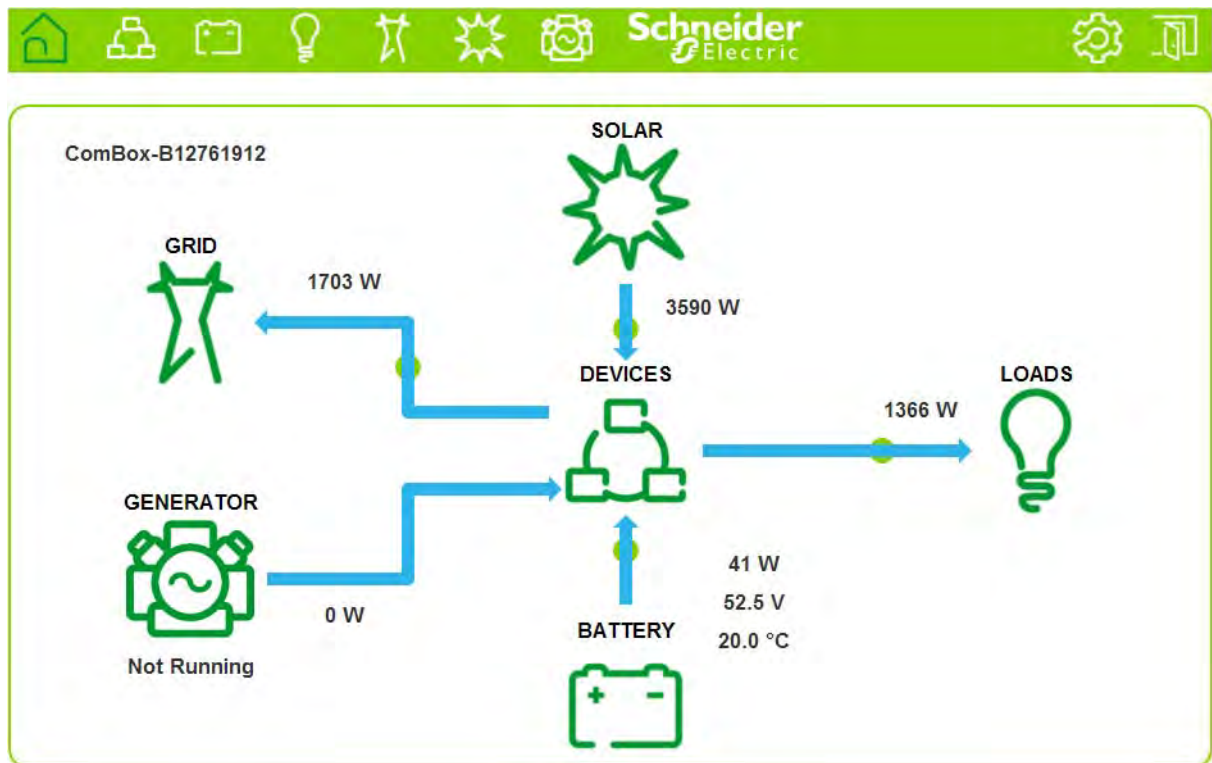 Schneider
Electric
ComBox-B12761912
SOLAR
GRID
1703 W
3590 W
DEVICES
LOADS
1366 W
GENERATOR
41 W
0 W
52.5 V
BATTERY
20.0 °C
Not Running